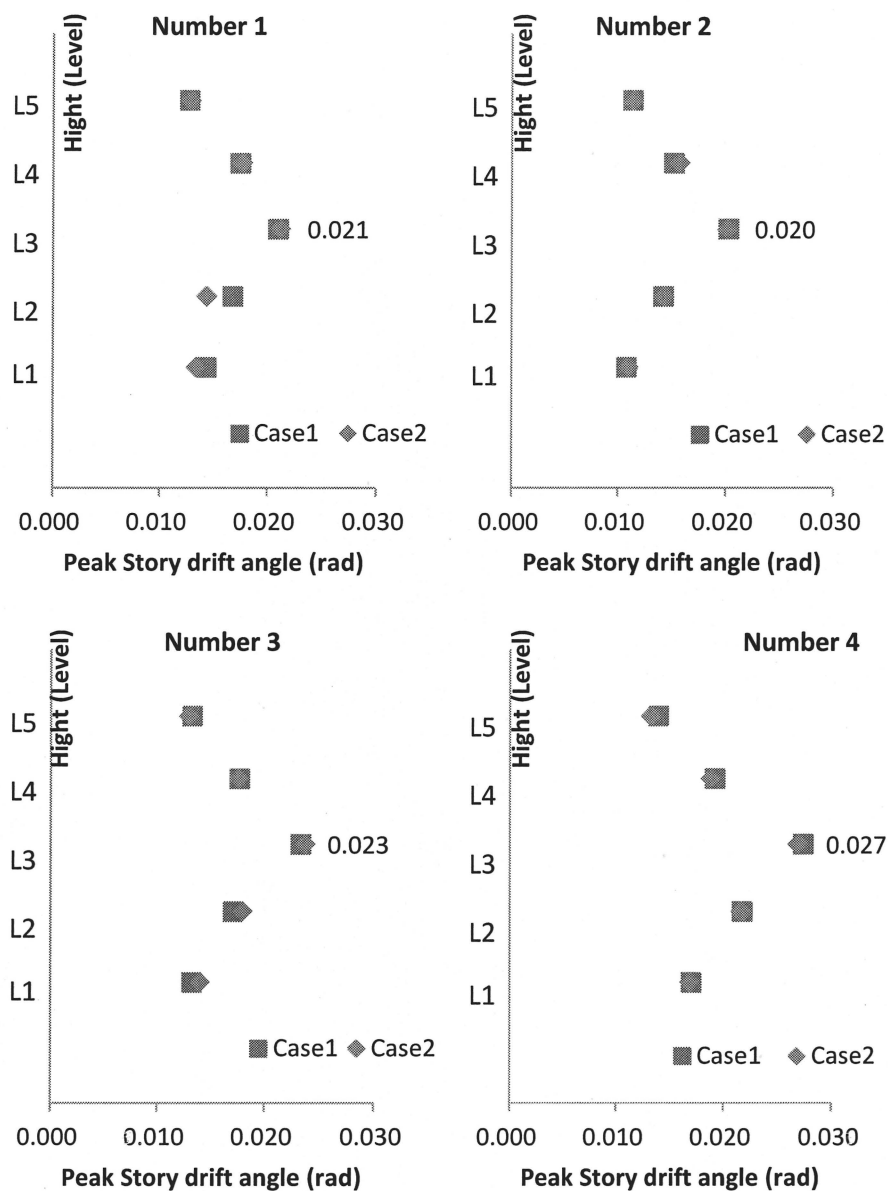 Number 1
Hight (Level)
L5
L4
L3
L2
L1
0.021
Case1 Case2
0.000 0.010 0.020 0.030
Peak Story drift angle (rad)
Number 2
Hight (Level)
L5
L4
L3
L2
L1
0.020
Case1 Case2
0.000 0.010 0.020 0.030
Peak Story drift angle (rad)
Number 3
Hight (Level)
L5
L4
L3
L2
L1
0.023
Case1 Case2
0.000 0.010 0.020 0.030
Peak Story drift angle (rad)
Number 4
Hight (Level)
L5
L4
L3
L2
L1
0.027
Case1 Case2
0.000 0.010 0.020 0.030
Peak Story drift angle (rad)